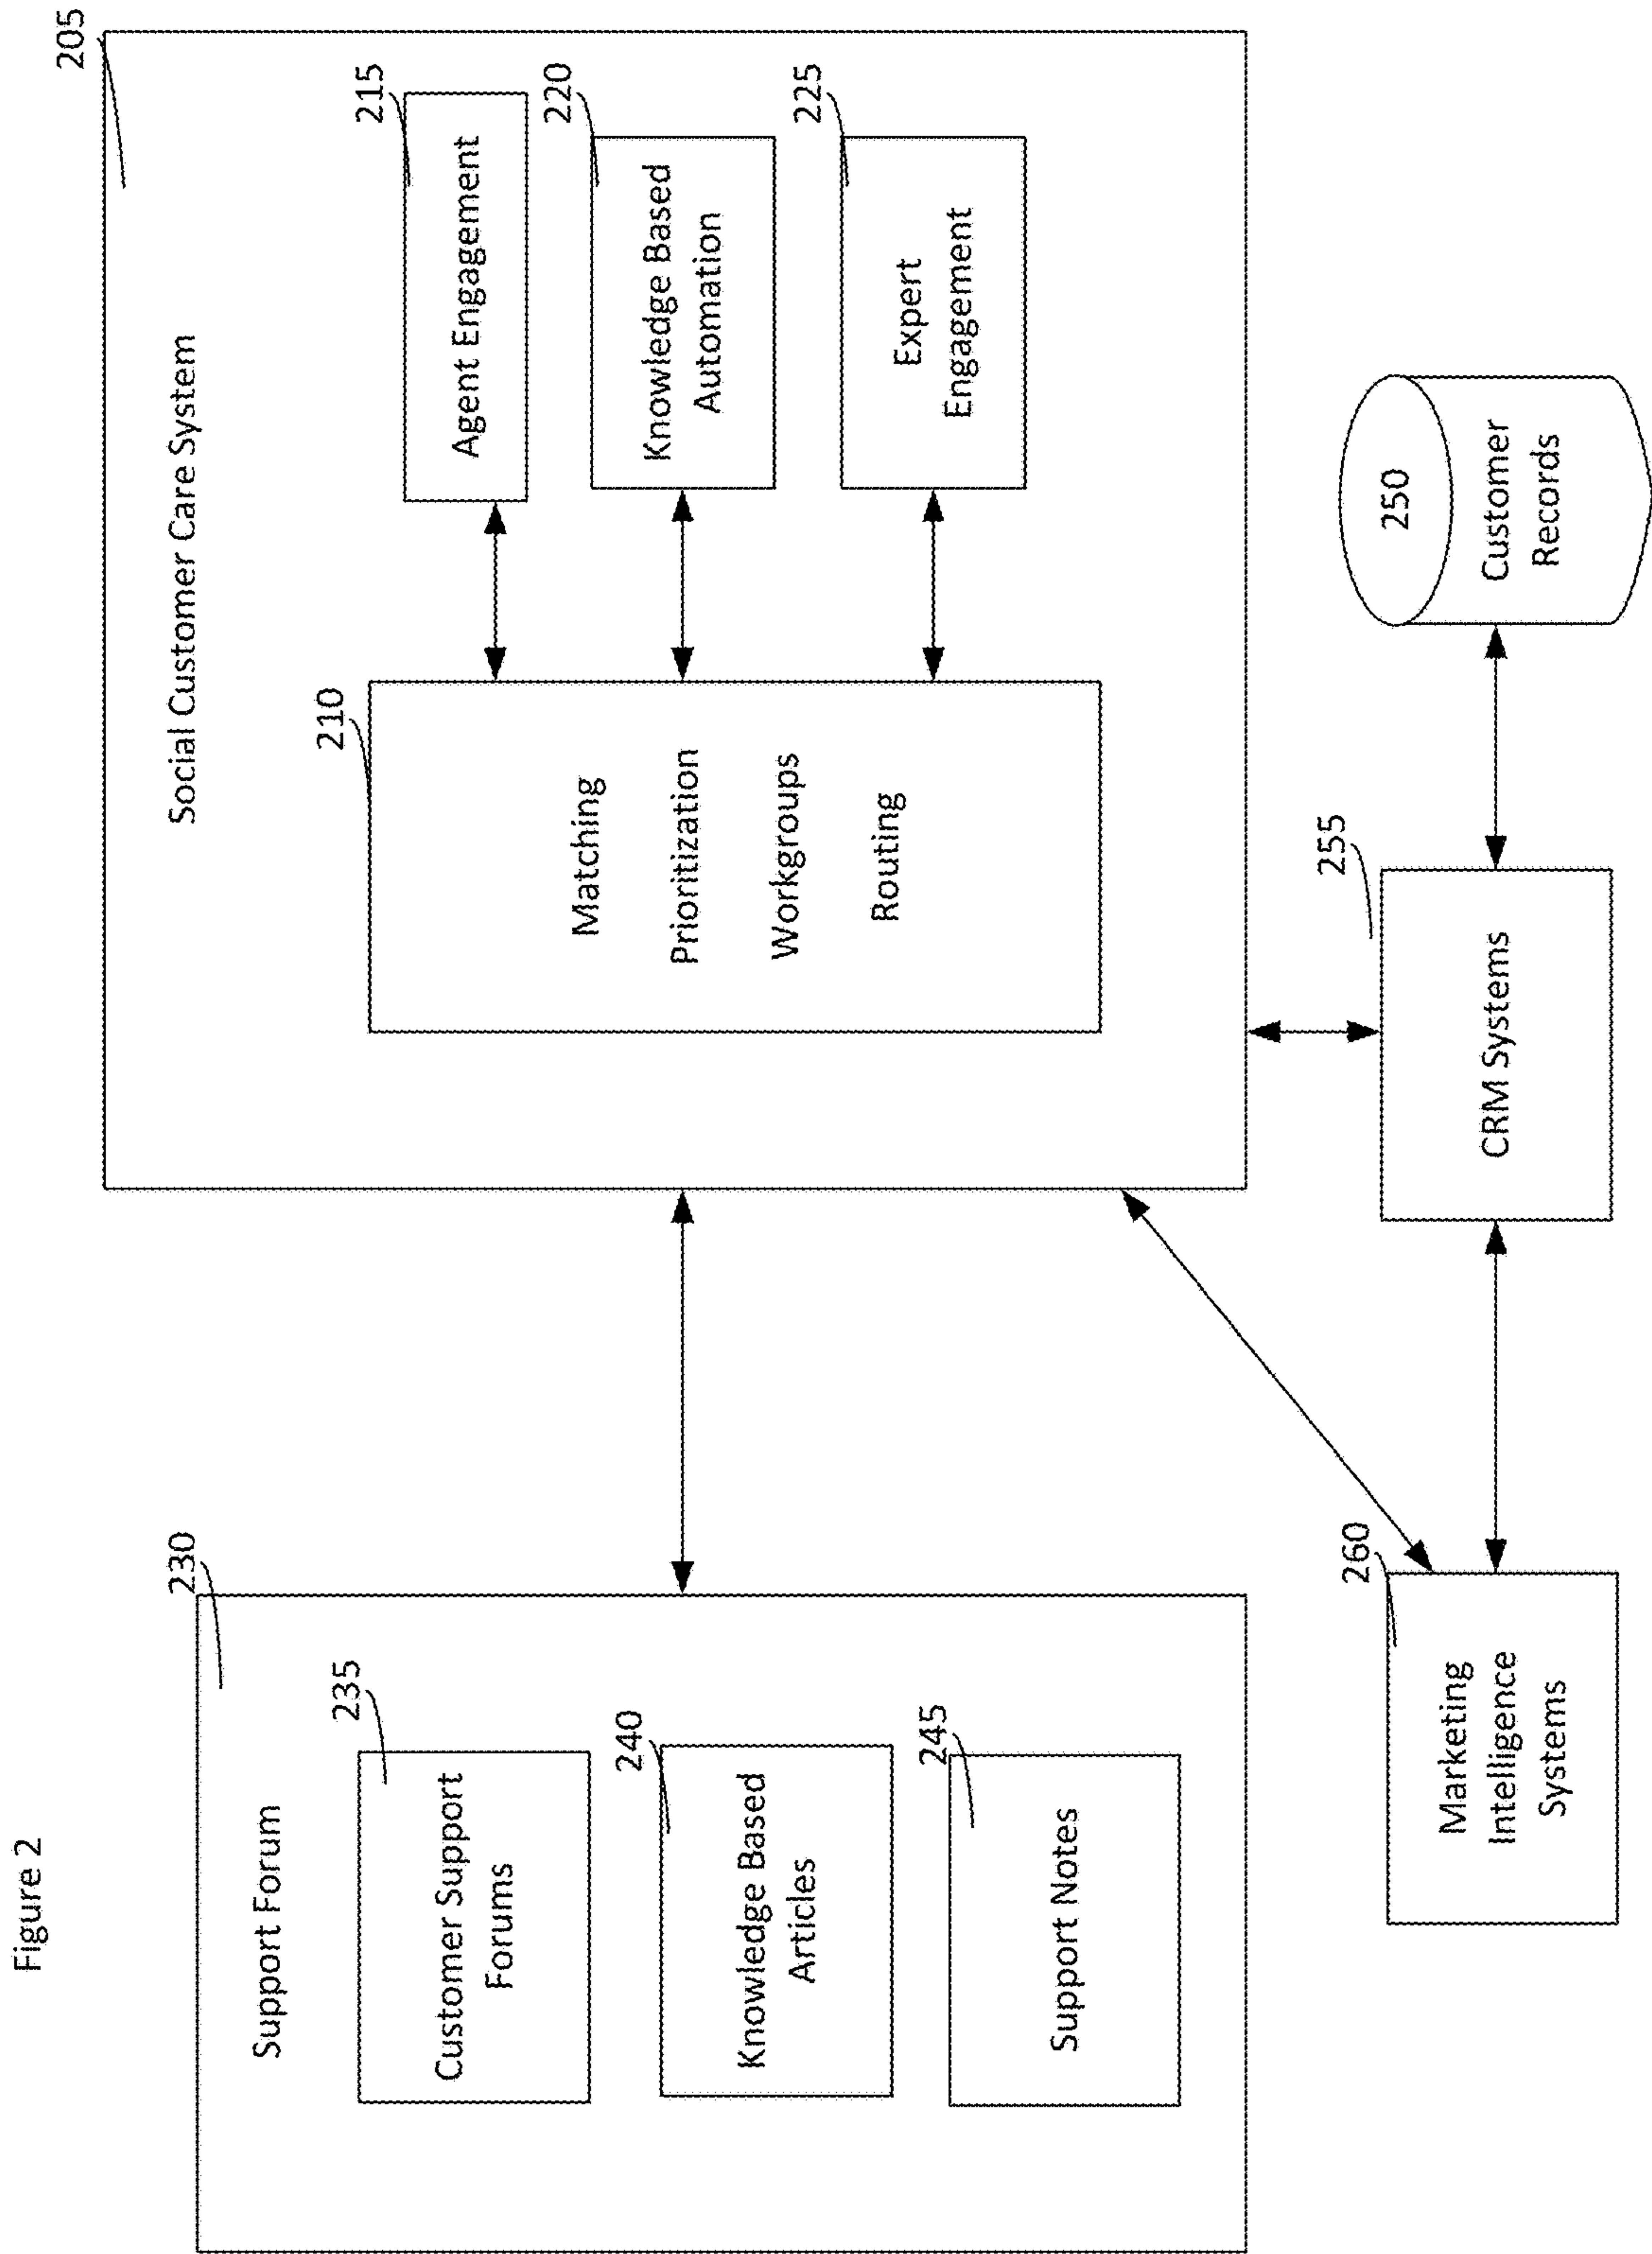 Figure 2
230
Support Forum
235
Customer Support
Forums
240
Knowledge Based
Articles
245
Support Notes
205
Social Customer Care System
210
Matching
Prioritization
Workgroups
Routing
215
Agent Engagement
220
Knowledge Based
Automation
225
Expert
Engagement
260
Marketing
Intelligence
Systems
255
CRM Systems
250
Customer
Records